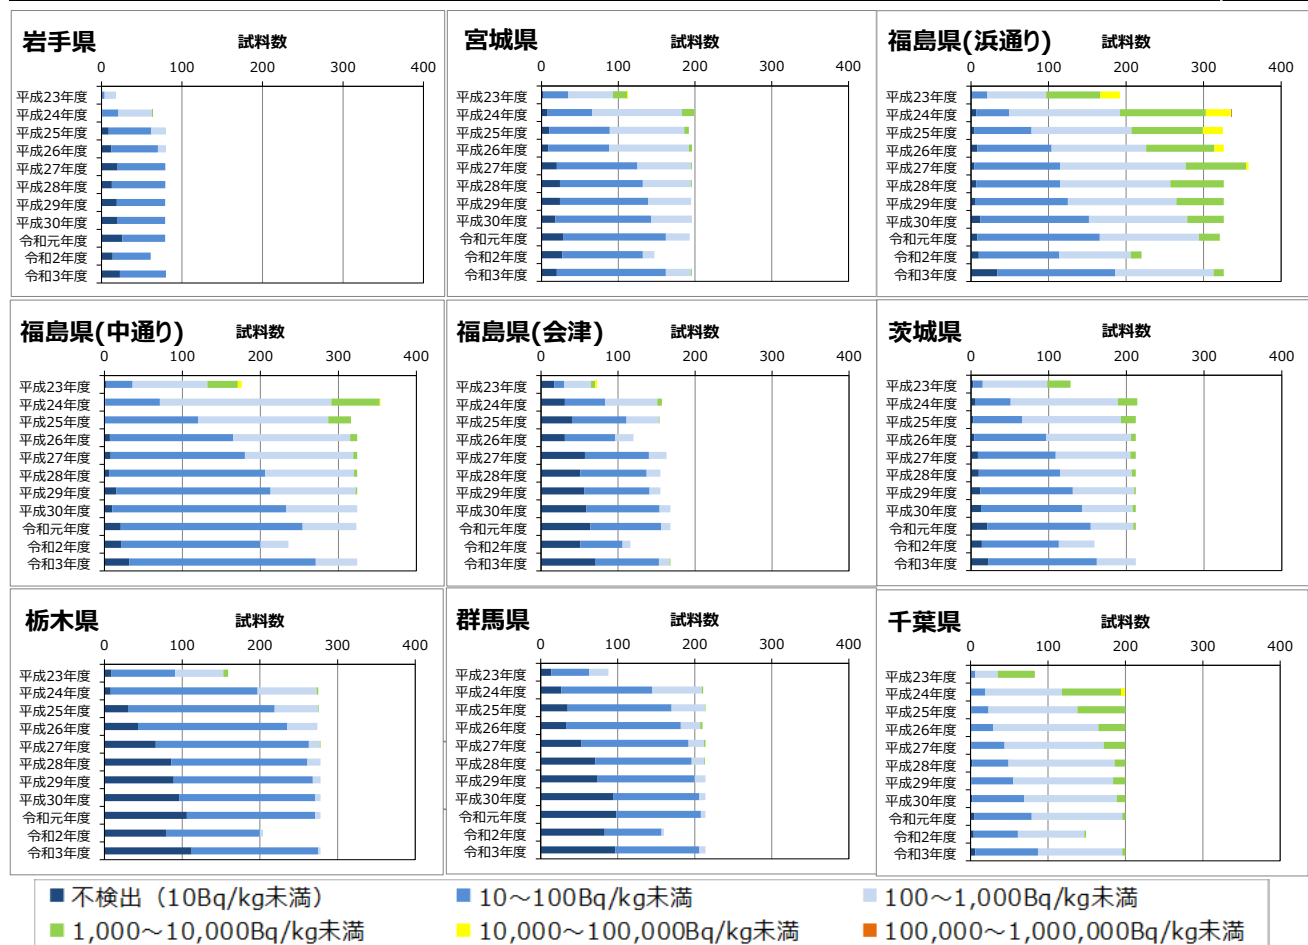 岩手県
試料数
0 100 200 300 400
平成23年度
平成24年度
平成25年度
平成26年度
平成27年度
平成28年度
平成29年度
平成30年度
令和元年度
令和2年度
令和3年度
宮城県
試料数
0 100 200 300 400
平成23年度
平成24年度
平成25年度
平成26年度
平成27年度
平成28年度
平成29年度
平成30年度
令和元年度
令和2年度
令和3年度
福島県(浜通り)
試料数
0 100 200 300 400
平成23年度
平成24年度
平成25年度
平成26年度
平成27年度
平成28年度
平成29年度
平成30年度
令和元年度
令和2年度
令和3年度
福島県(中通り)
試料数
0 100 200 300 400
平成23年度
平成24年度
平成25年度
平成26年度
平成27年度
平成28年度
平成29年度
平成30年度
令和元年度
令和2年度
令和3年度
福島県(会津)
試料数
0 100 200 300 400
平成23年度
平成24年度
平成25年度
平成26年度
平成27年度
平成28年度
平成29年度
平成30年度
令和元年度
令和2年度
令和3年度
茨城県
試料数
0 100 200 300 400
平成23年度
平成24年度
平成25年度
平成26年度
平成27年度
平成28年度
平成29年度
平成30年度
令和元年度
令和2年度
令和3年度
栃木県
試料数
0 100 200 300 400
平成23年度
平成24年度
平成25年度
平成26年度
平成27年度
平成28年度
平成29年度
平成30年度
令和元年度
令和2年度
令和3年度
群馬県
試料数
0 100 200 300 400
平成23年度
平成24年度
平成25年度
平成26年度
平成27年度
平成28年度
平成29年度
平成30年度
令和元年度
令和2年度
令和3年度
千葉県
試料数
0 100 200 300 400
平成23年度
平成24年度
平成25年度
平成26年度
平成27年度
平成28年度
平成29年度
平成30年度
令和元年度
令和2年度
令和3年度
不検出（10Bq/kg未満） 10～100Bq/kg未満 100～1,000Bq/kg未満
1,000～10,000Bq/kg未満 10,000～100,000Bq/kg未満 100,000～1,000,000Bq/kg未満